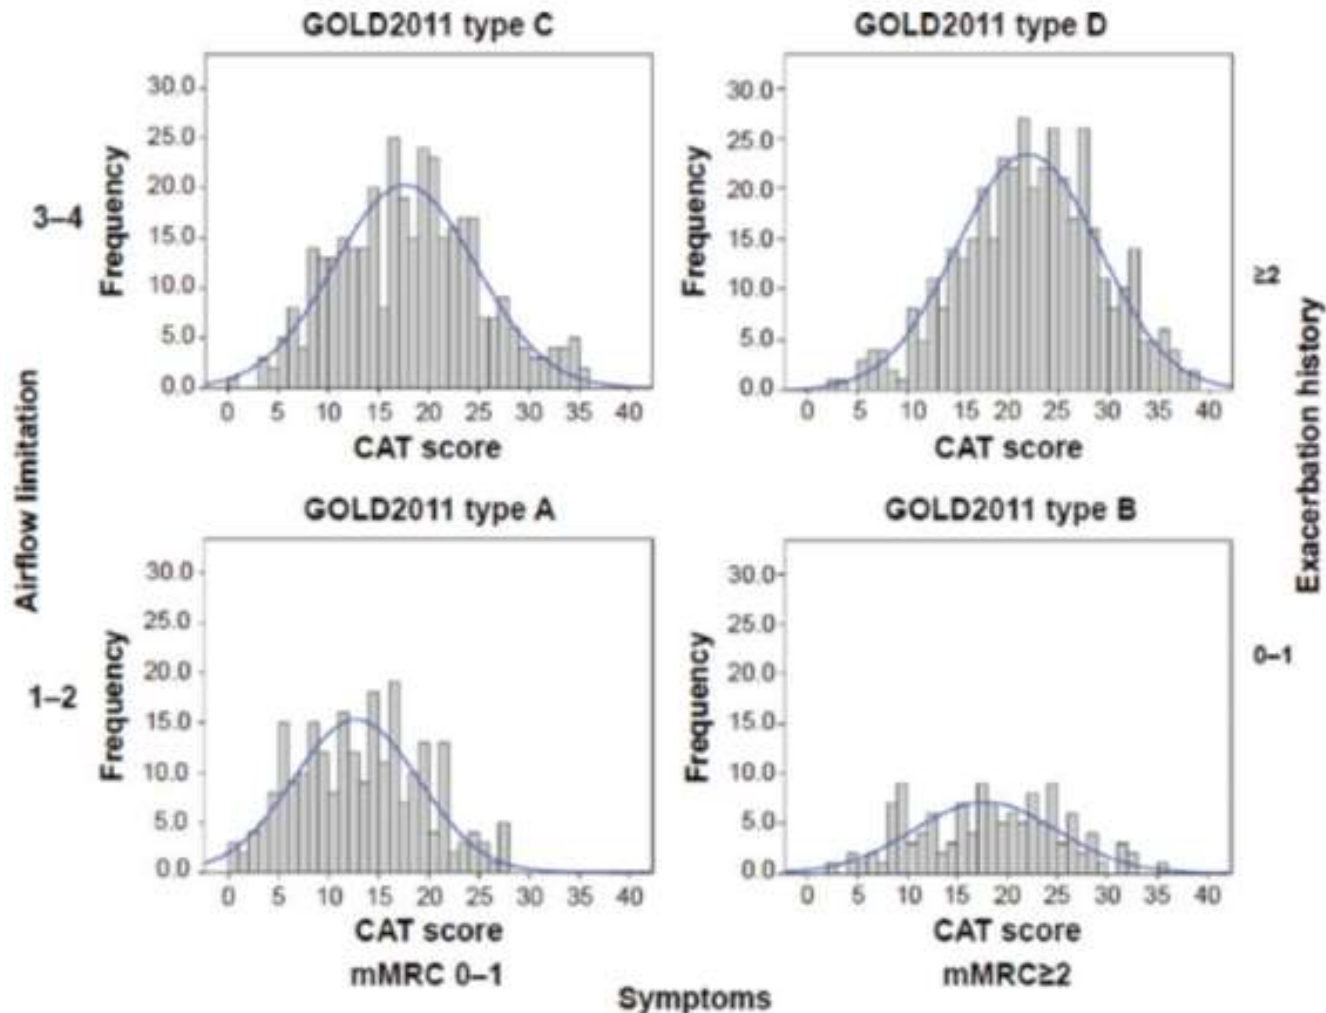 GOLD2011 type C
GOLD2011 type D
30.0
25.0
20.0
15.0
10.0
5.0
0.0
Frequency
0 5 10 15 20 25 30 35 40
CAT score
30.0
25.0
20.0
15.0
10.0
5.0
0.0
Frequency
0 5 10 15 20 25 30 35 40
CAT score
3–4
≥2
Airflow limitation
Exacerbation history
GOLD2011 type A
GOLD2011 type B
30.0
25.0
20.0
15.0
10.0
5.0
0.0
Frequency
0 5 10 15 20 25 30 35 40
CAT score
mMRC 0–1
30.0
25.0
20.0
15.0
10.0
5.0
0.0
Frequency
0 5 10 15 20 25 30 35 40
CAT score
mMRC≥2
1–2
0–1
Symptoms